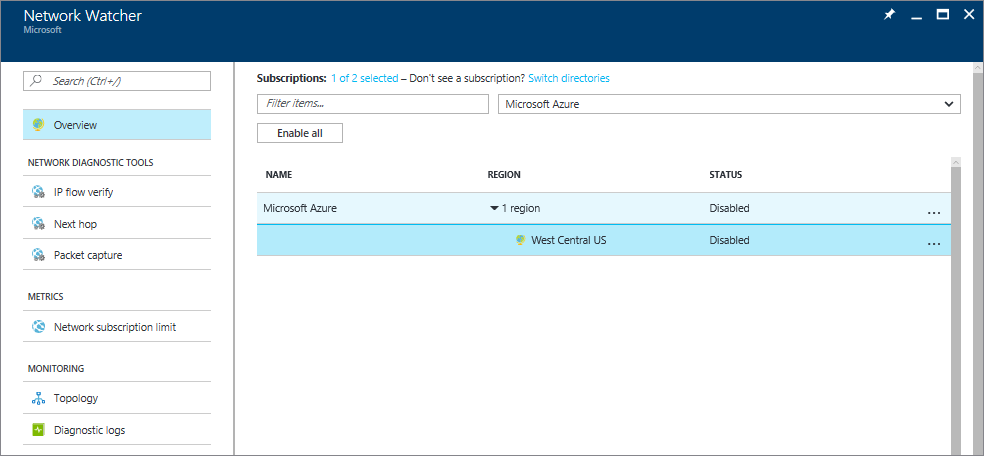 Network Watcher
Microsoft
Search (Ctrl+/)
Overview
NETWORK DIAGNOSTIC TOOLS
IP flow verify
Next hop
Packet capture
METRICS
Network subscription limit
MONITORING
Topology
Diagnostic logs
Subscriptions: 1 of 2 selected – Don't see a subscription? Switch directories
Filter items... Microsoft Azure
Enable all
NAME REGION STATUS
Microsoft Azure 1 region Disabled ...
West Central US Disabled ...